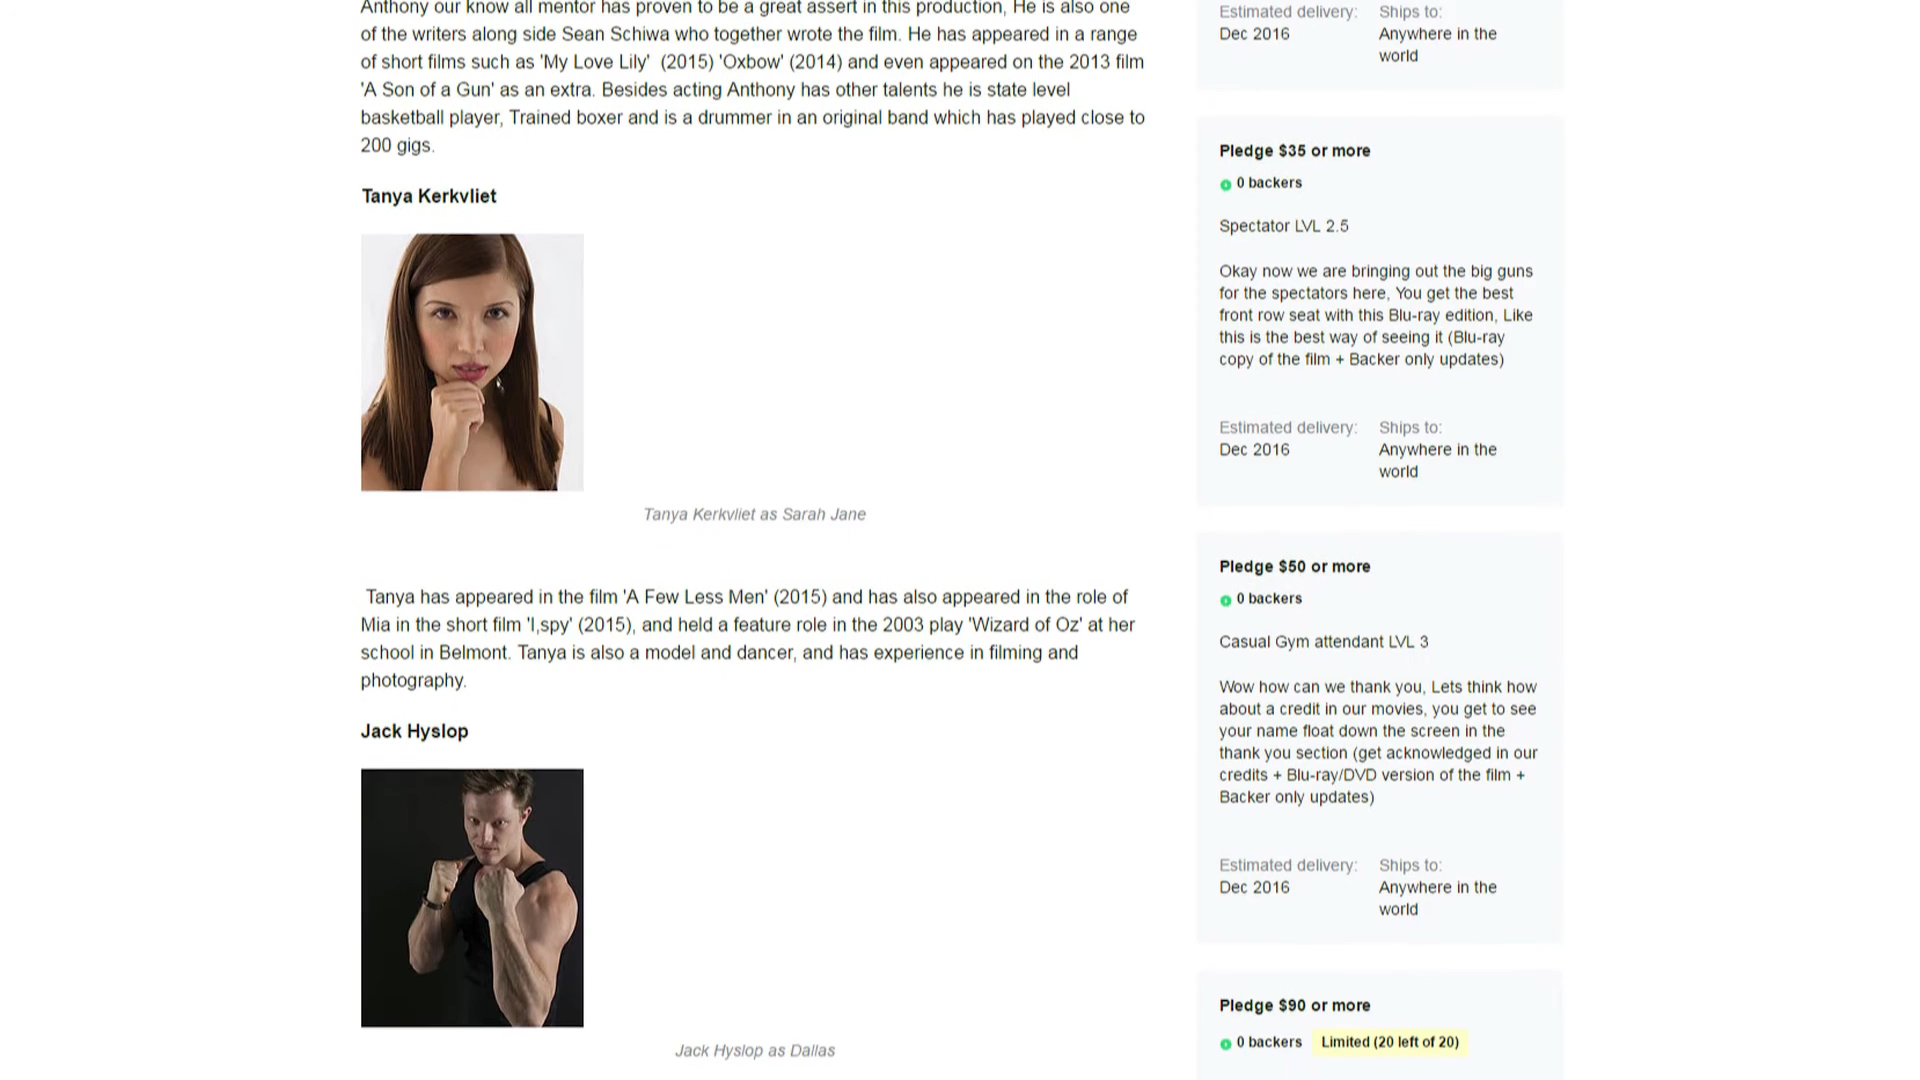 Anthony our know all mentor has proven to be a great assert in this production, He is also one
of the writers along side Sean Schiwa who together wrote the film. He has appeared in a range
of short films such as 'My Love Lily'  (2015) 'Oxbow' (2014) and even appeared on the 2013 film
'A Son of a Gun' as an extra. Besides acting Anthony has other talents he is state level
basketball player, Trained boxer and is a drummer in an original band which has played close to
200 gigs.
Tanya Kerkvliet
Tanya Kerkvliet as Sarah Jane
Tanya has appeared in the film 'A Few Less Men' (2015) and has also appeared in the role of
Mia in the short film 'I,spy' (2015), and held a feature role in the 2003 play 'Wizard of Oz' at her
school in Belmont. Tanya is also a model and dancer, and has experience in filming and
photography.
Jack Hyslop
Jack Hyslop as Dallas
Estimated delivery: Ships to:
Dec 2016 Anywhere in the
world
Pledge $35 or more
0 backers
Spectator LVL 2.5
Okay now we are bringing out the big guns
for the spectators here, You get the best
front row seat with this Blu-ray edition, Like
this is the best way of seeing it (Blu-ray
copy of the film + Backer only updates)
Estimated delivery: Ships to:
Dec 2016 Anywhere in the
world
Pledge $50 or more
0 backers
Casual Gym attendant LVL 3
Wow how can we thank you, Lets think how
about a credit in our movies, you get to see
your name float down the screen in the
thank you section (get acknowledged in our
credits + Blu-ray/DVD version of the film +
Backer only updates)
Estimated delivery: Ships to:
Dec 2016 Anywhere in the
world
Pledge $90 or more
0 backers Limited (20 left of 20)